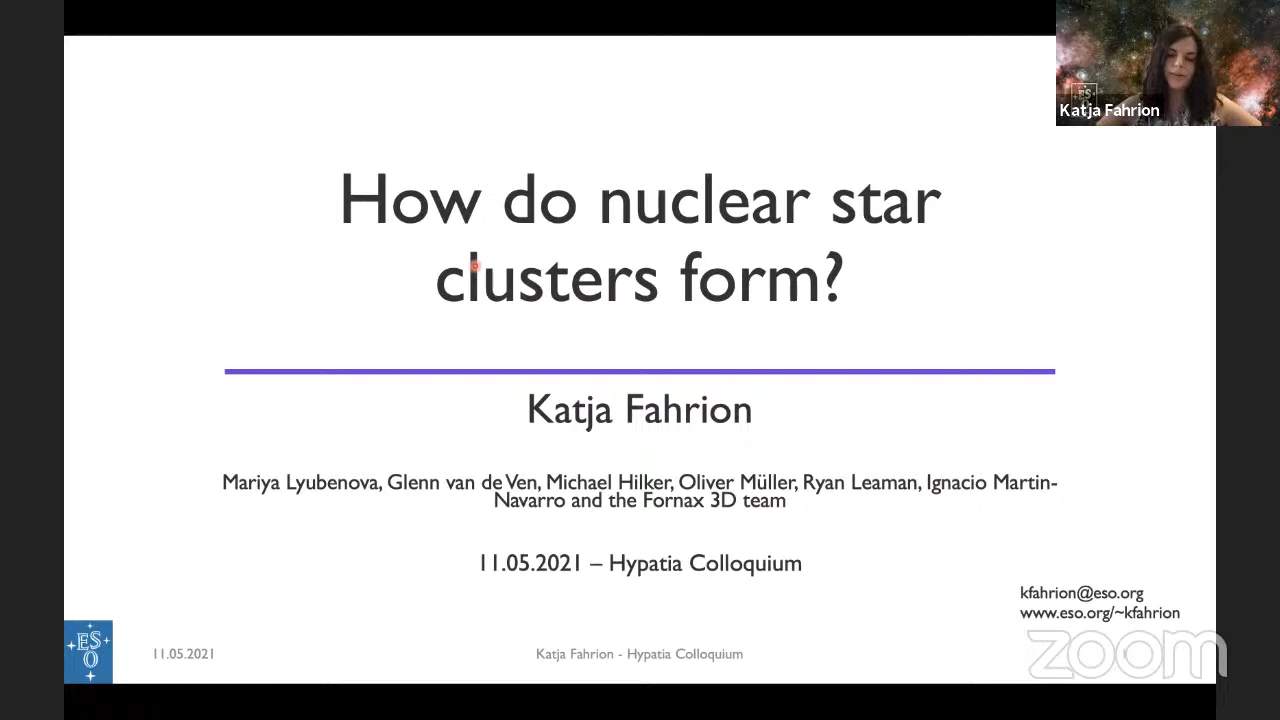 ES
Katja Fahrion
How do nuclear star
clusters form?
Katja Fahrion
Mariya Lyubenova, Glenn van de Ven, Michael Hilker, Oliver Müller, Ryan Leaman, Ignacio Martin-
Navarro and the Fornax 3D team
11.05.2021 – Hypatia Colloquium
kfahrion@eso.org
www.eso.org/~kfahrion
ES
O
11.05.2021
Katja Fahrion - Hypatia Colloquium
zoom